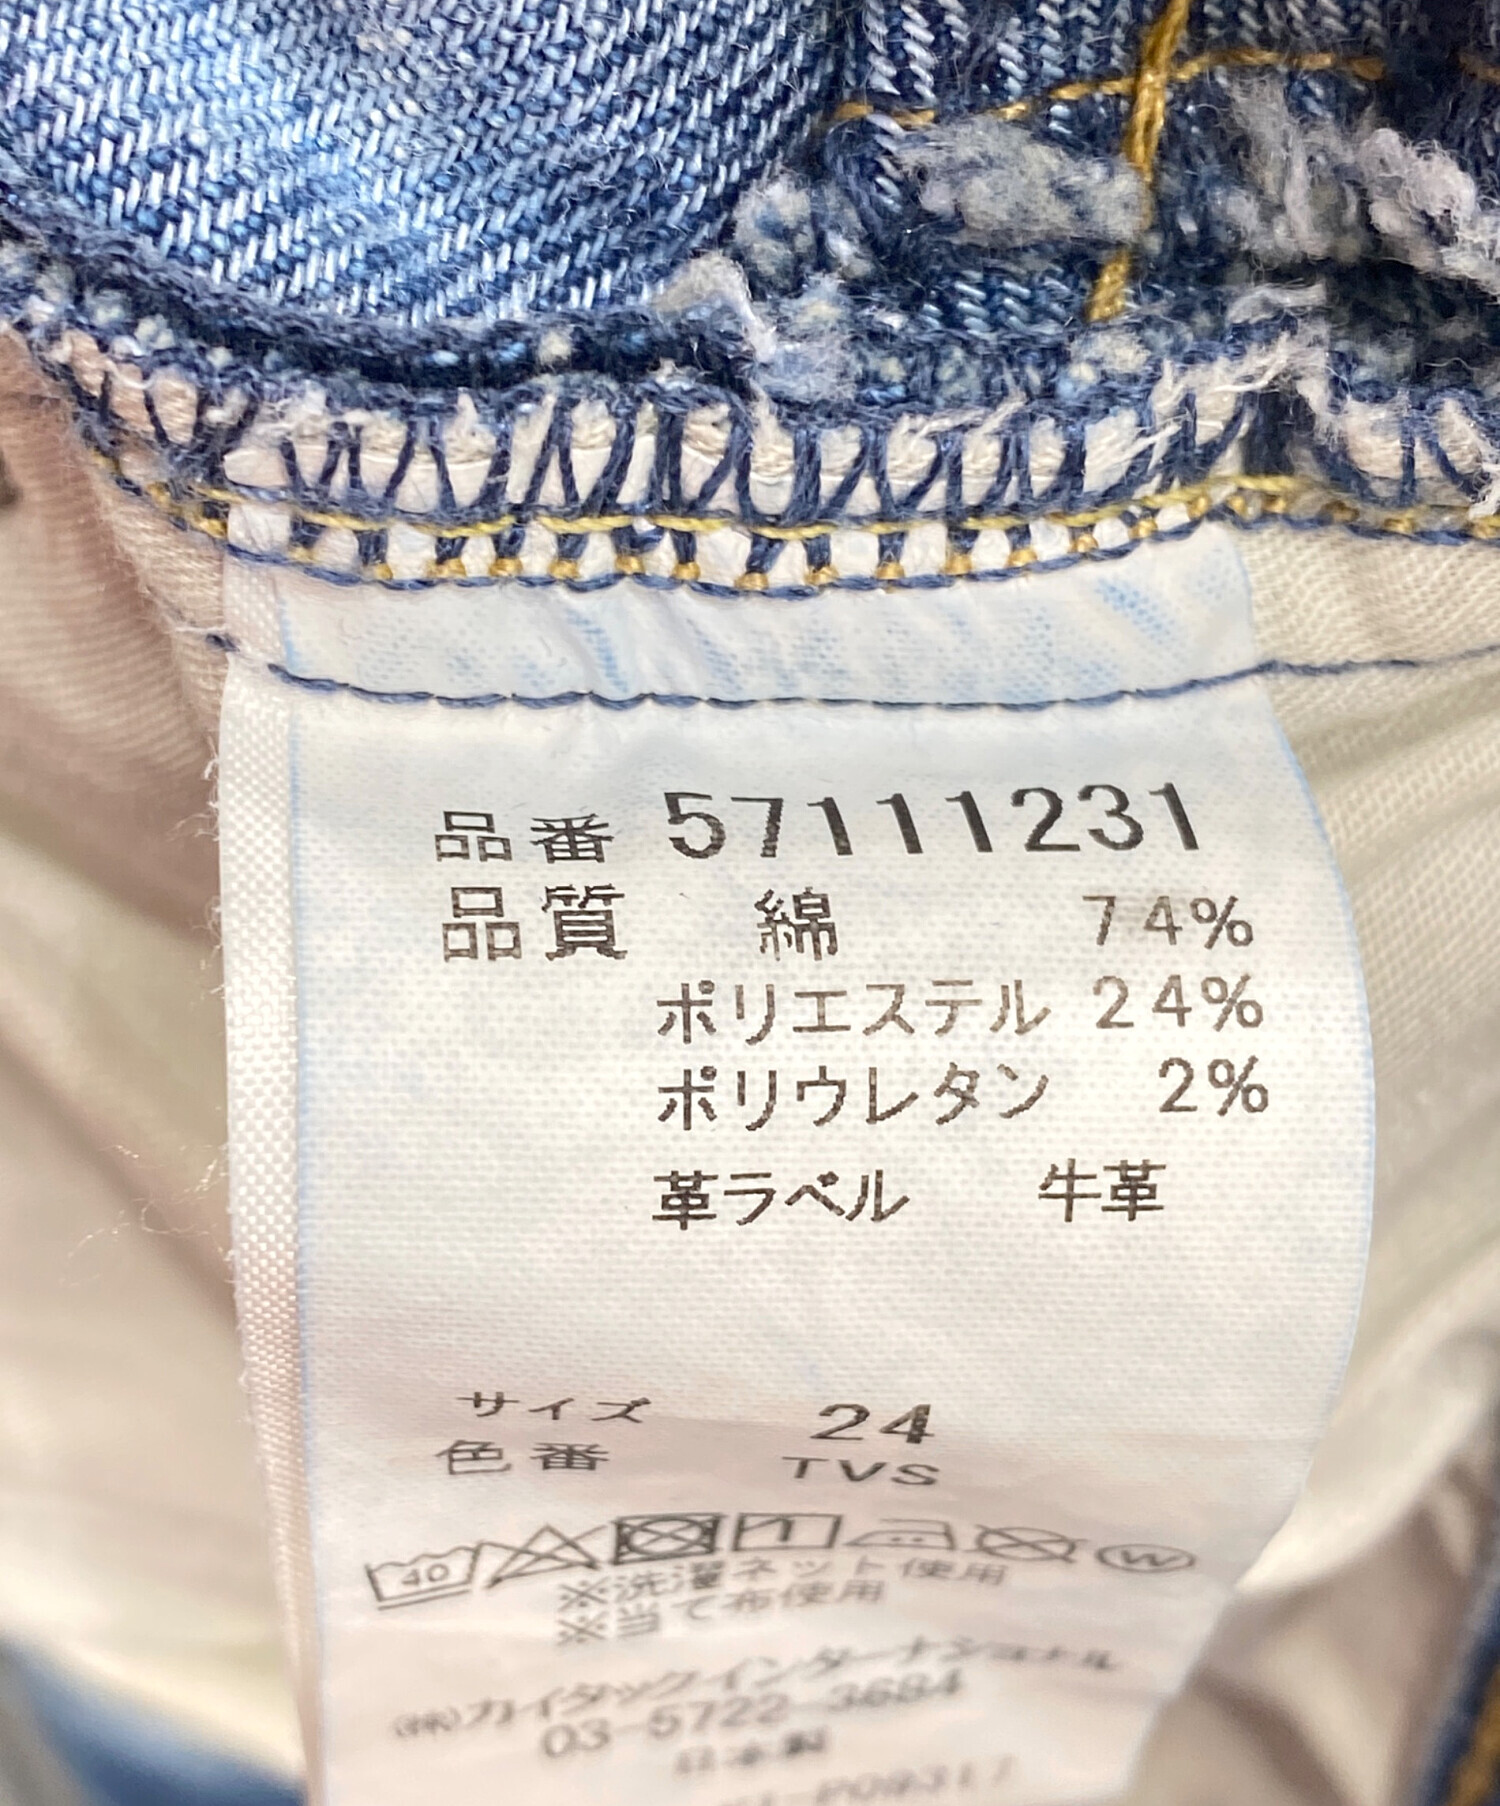 品番 57111231
品質 綿 74%
ポリエステル 24%
ポリウレタン 2%
革ラベル 牛革
サイズ 24
色番 TVS
40 W
※洗濯ネット使用
※当て布使用
㈱カイタックインターナショナル
03-5722-3684
日本製